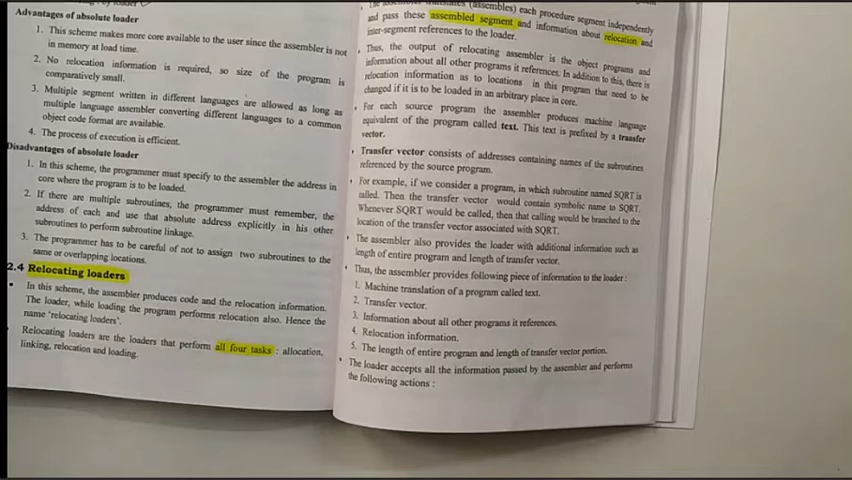 Advantages of absolute loader
1. This scheme makes more core available to the user since the assembler is not
in memory at load time.
2. No relocation information is required, so size of the program is
comparatively small.
3. Multiple segment written in different languages are allowed as long as
multiple language assembler converting different languages to a common
object code format are available.
4. The process of execution is efficient.
Disadvantages of absolute loader
1. In this scheme, the programmer must specify to the assembler the address in
core where the program is to be loaded.
2. If there are multiple subroutines, the programmer must remember, the
address of each and use that absolute address explicitly in his other
subroutines to perform subroutine linkage.
3. The programmer has to be careful of not to assign two subroutines to the
same or overlapping locations.
2.4 Relocating loaders
• In this scheme, the assembler produces code and the relocation information.
The loader, while loading the program performs relocation also. Hence the
name 'relocating loaders'.
Relocating loaders are the loaders that perform all four tasks : allocation,
linking, relocation and loading.
(assembles) each procedure segment independently
and pass these assembled segment and information about relocation and
inter-segment references to the loader.
• Thus, the output of relocating assembler is the object programs and
information about all other programs it references. In addition to this, there is
relocation information as to locations in this program that need to be
changed if it is to be loaded in an arbitrary place in core.
• For each source program the assembler produces machine language
equivalent of the program called text. This text is prefixed by a transfer
vector.
• Transfer vector consists of addresses containing names of the subroutines
referenced by the source program.
• For example, if we consider a program, in which subroutine named SQRT is
called. Then the transfer vector would contain symbolic name to SQRT.
Whenever SQRT would be called, then that calling would be branched to the
location of the transfer vector associated with SQRT.
• The assembler also provides the loader with additional information such as
length of entire program and length of transfer vector.
• Thus, the assembler provides following piece of information to the loader :
1. Machine translation of a program called text.
2. Transfer vector.
3. Information about all other programs it references.
4. Relocation information.
5. The length of entire program and length of transfer vector portion.
• The loader accepts all the information passed by the assembler and performs
the following actions :